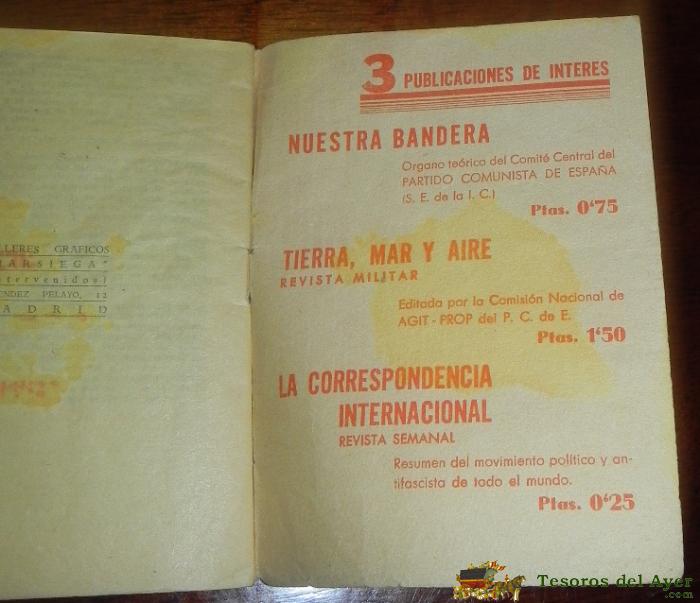 LLERES GRAFICOS
ARSIEGA"
ntervenidos)
ENDEZ PELAYO, 12
ADRID
3 PUBLICACIONES DE INTERES
NUESTRA BANDERA
Organo teórico del Comité Central del
PARTIDO COMUNISTA DE ESPAÑA
(S. E. de la I. C.)
Ptas. 0'75
TIERRA, MAR Y AIRE
REVISTA MILITAR
Editada por la Comisión Nacional de
AGIT-PROP del P. C. de E.
Ptas. 1'50
LA CORRESPONDENCIA
INTERNACIONAL
REVISTA SEMANAL
Resumen del movimiento político y an-
tifascista de todo el mundo.
Ptas. 0'25
Tesoros del Ayer
.com